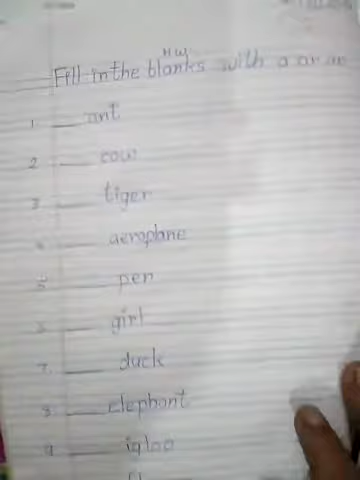 H.W
Fill in the blanks with a or an
1. ___ ant
2 ___ cow
3 ___ tiger
4 ___ aeroplane
5 ___ pen
6 ___ girl
7. ___ duck
8 ___ elephant
9 ___ igloo